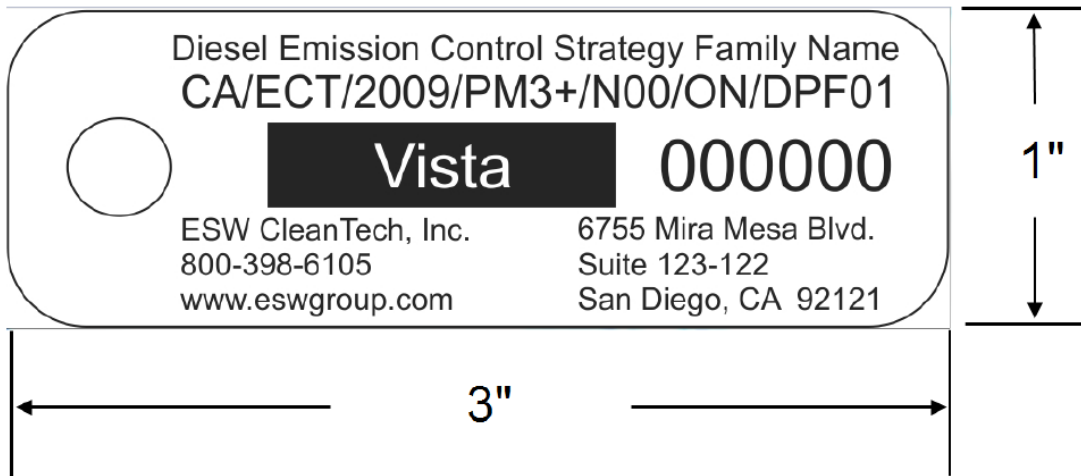 Diesel Emission Control Strategy Family Name
CA/ECT/2009/PM3+/N00/ON/DPF01
Vista 000000
ESW CleanTech, Inc.
800-398-6105
www.eswgroup.com
6755 Mira Mesa Blvd.
Suite 123-122
San Diego, CA 92121
1"
3"